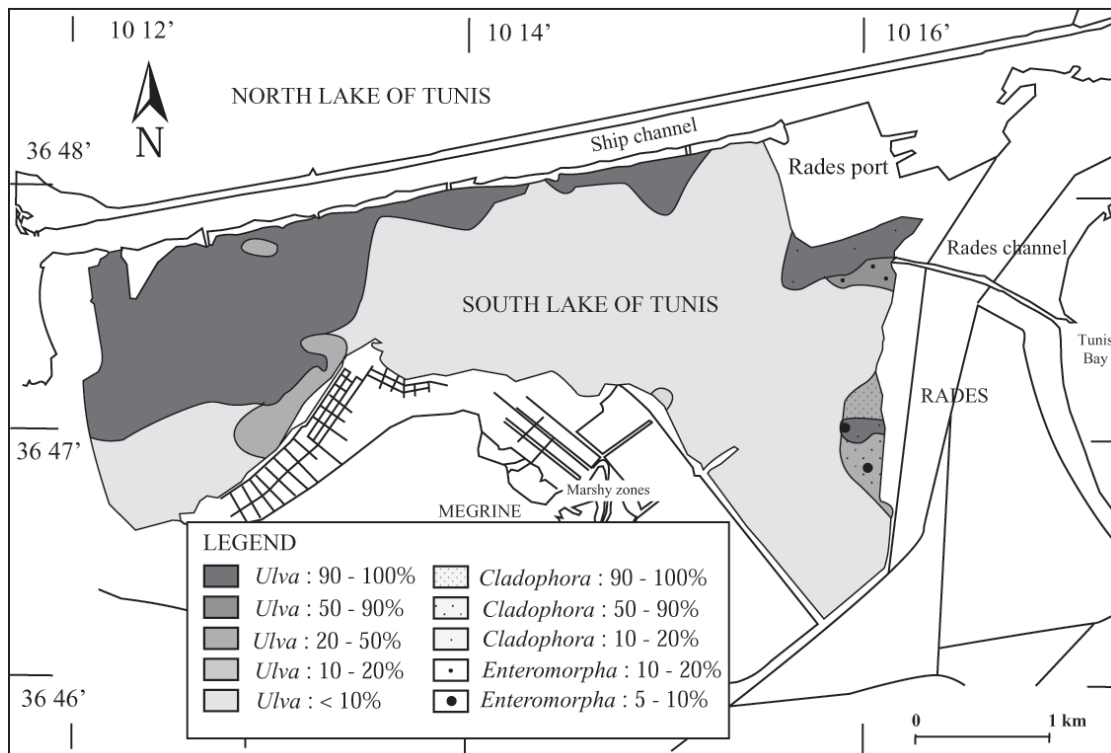 10 12’
10 14’
10 16’
NORTH LAKE OF TUNIS
N
Ship channel
36 48’
Rades port
Rades channel
SOUTH LAKE OF TUNIS
Tunis
Bay
RADES
36 47’
Marshy zones
MEGRINE
LEGEND
Ulva : 90 - 100%
Ulva : 50 - 90%
Ulva : 20 - 50%
Ulva : 10 - 20%
Ulva : < 10%
Cladophora : 90 - 100%
Cladophora : 50 - 90%
Cladophora : 10 - 20%
Enteromorpha : 10 - 20%
Enteromorpha : 5 - 10%
36 46’
0 1 km